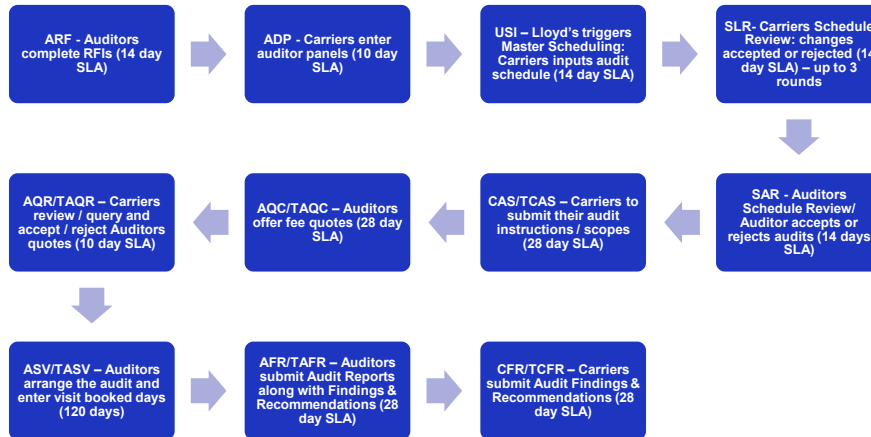 ARF - Auditors
complete RFIs (14 day
SLA)
ADP - Carriers enter
auditor panels (10 day
SLA)
USI – Lloyd's triggers
Master Scheduling:
Carriers inputs audit
schedule (14 day SLA)
SLR- Carriers Schedule
Review: changes
accepted or rejected (14
day SLA) – up to 3
rounds
AQR/TAQR – Carriers
review / query and
accept / reject Auditors
quotes (10 day SLA)
AQC/TAQC – Auditors
offer fee quotes (28 day
SLA)
CAS/TCAS – Carriers to
submit their audit
instructions / scopes
(28 day SLA)
SAR - Auditors
Schedule Review/
Auditor accepts or
rejects audits (14 days
SLA)
ASV/TASV – Auditors
arrange the audit and
enter visit booked days
(120 days)
AFR/TAFR – Auditors
submit Audit Reports
along with Findings &
Recommendations (28
day SLA)
CFR/TCFR – Carriers
submit Audit Findings &
Recommendations (28
day SLA)